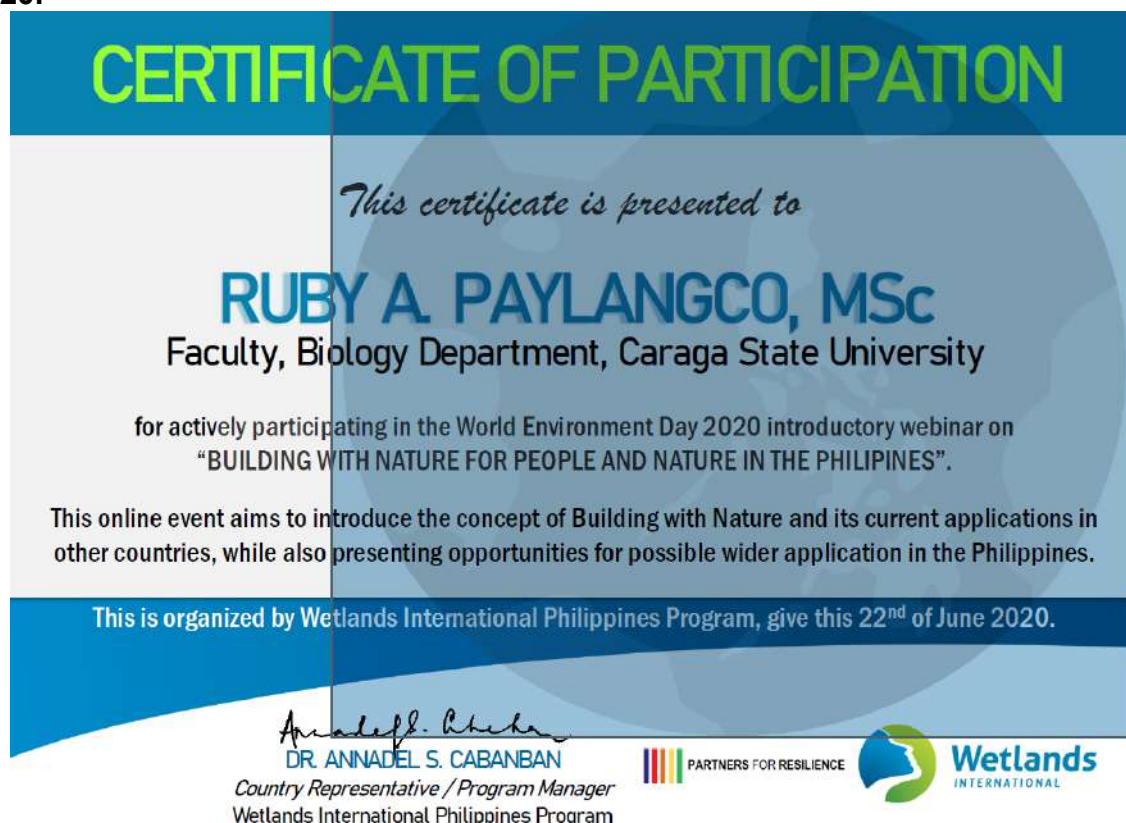 CERTIFICATE OF PARTICIPATION
This certificate is presented to
RUBY A. PAYLANGCO, MSc
Faculty, Biology Department, Caraga State University
for actively participating in the World Environment Day 2020 introductory webinar on
“BUILDING WITH NATURE FOR PEOPLE AND NATURE IN THE PHILIPINES”.
This online event aims to introduce the concept of Building with Nature and its current applications in
other countries, while also presenting opportunities for possible wider application in the Philippines.
This is organized by Wetlands International Philippines Program, give this 22nd of June 2020.
DR. ANNADEL S. CABANBAN
Country Representative / Program Manager
Wetlands International Philippines Program
PARTNERS FOR RESILIENCE
Wetlands
INTERNATIONAL